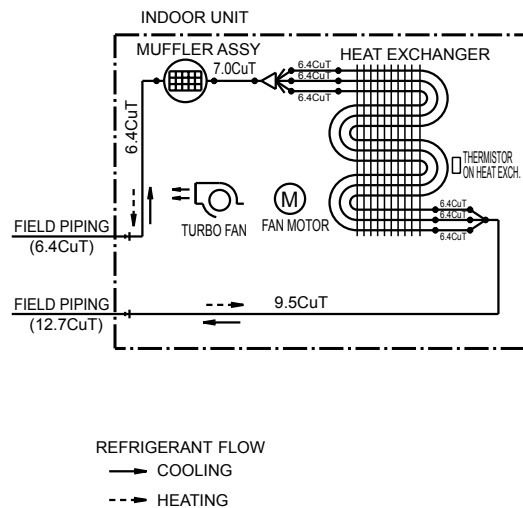 INDOOR UNIT
MUFFLER ASSY
7.0CuT
HEAT EXCHANGER
6.4CuT
6.4CuT
6.4CuT
6.4CuT
THERMISTOR
ON HEAT EXCH.
M
TURBO FAN
FAN MOTOR
6.4CuT
6.4CuT
6.4CuT
FIELD PIPING
(6.4CuT)
9.5CuT
FIELD PIPING
(12.7CuT)
REFRIGERANT FLOW
COOLING
HEATING